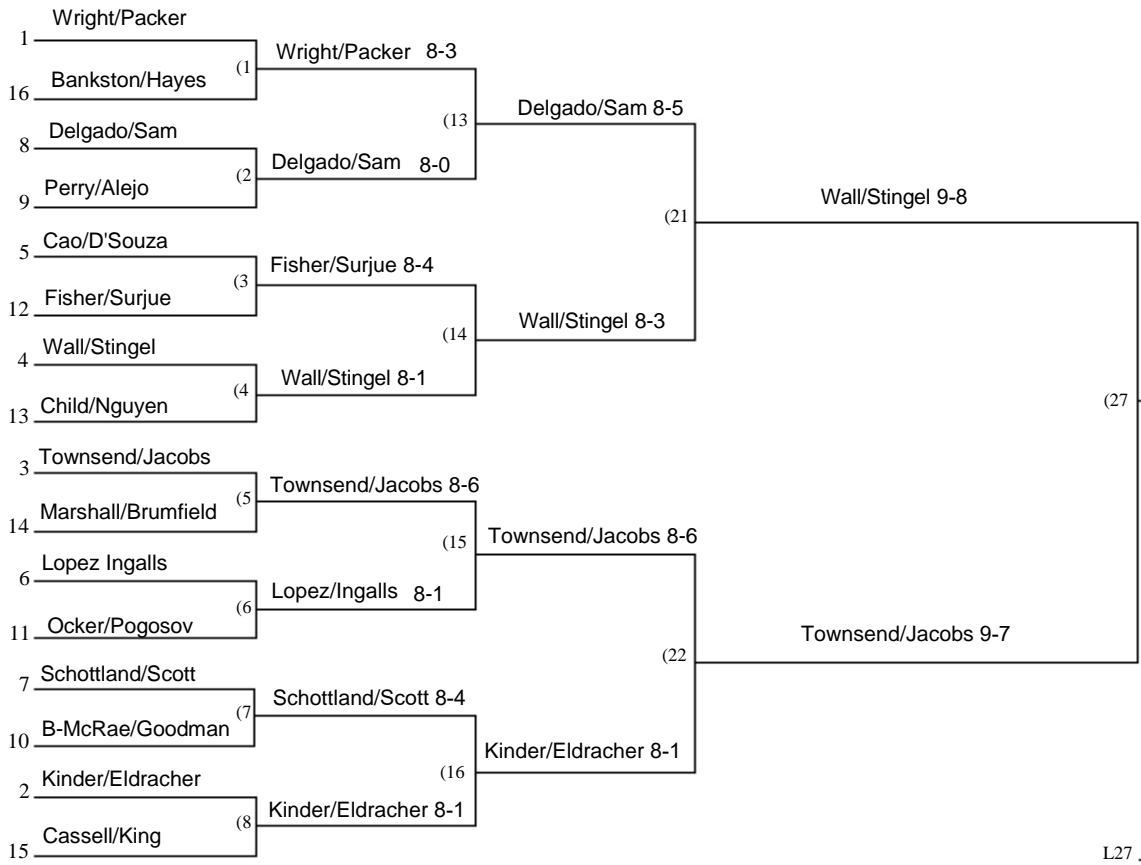 Wright/Packer
1
Wright/Packer 8-3
(1
Bankston/Hayes
16
Delgado/Sam 8-5
(13
Delgado/Sam
8
Delgado/Sam 8-0
(2
Perry/Alejo
9
Wall/Stingel 9-8
(21
Cao/D'Souza
5
Fisher/Surjue 8-4
(3
Fisher/Surjue
12
Wall/Stingel 8-3
(14
Wall/Stingel
4
Wall/Stingel 8-1
(4
Child/Nguyen
13
(27
Townsend/Jacobs
3
Townsend/Jacobs 8-6
(5
Marshall/Brumfield
14
Townsend/Jacobs 8-6
(15
Lopez Ingalls
6
Lopez/Ingalls 8-1
(6
Ocker/Pogosov
11
Townsend/Jacobs 9-7
(22
Schottland/Scott
7
Schottland/Scott 8-4
(7
B-McRae/Goodman
10
Kinder/Eldracher 8-1
(16
Kinder/Eldracher
2
Kinder/Eldracher 8-1
(8
Cassell/King
15
L27